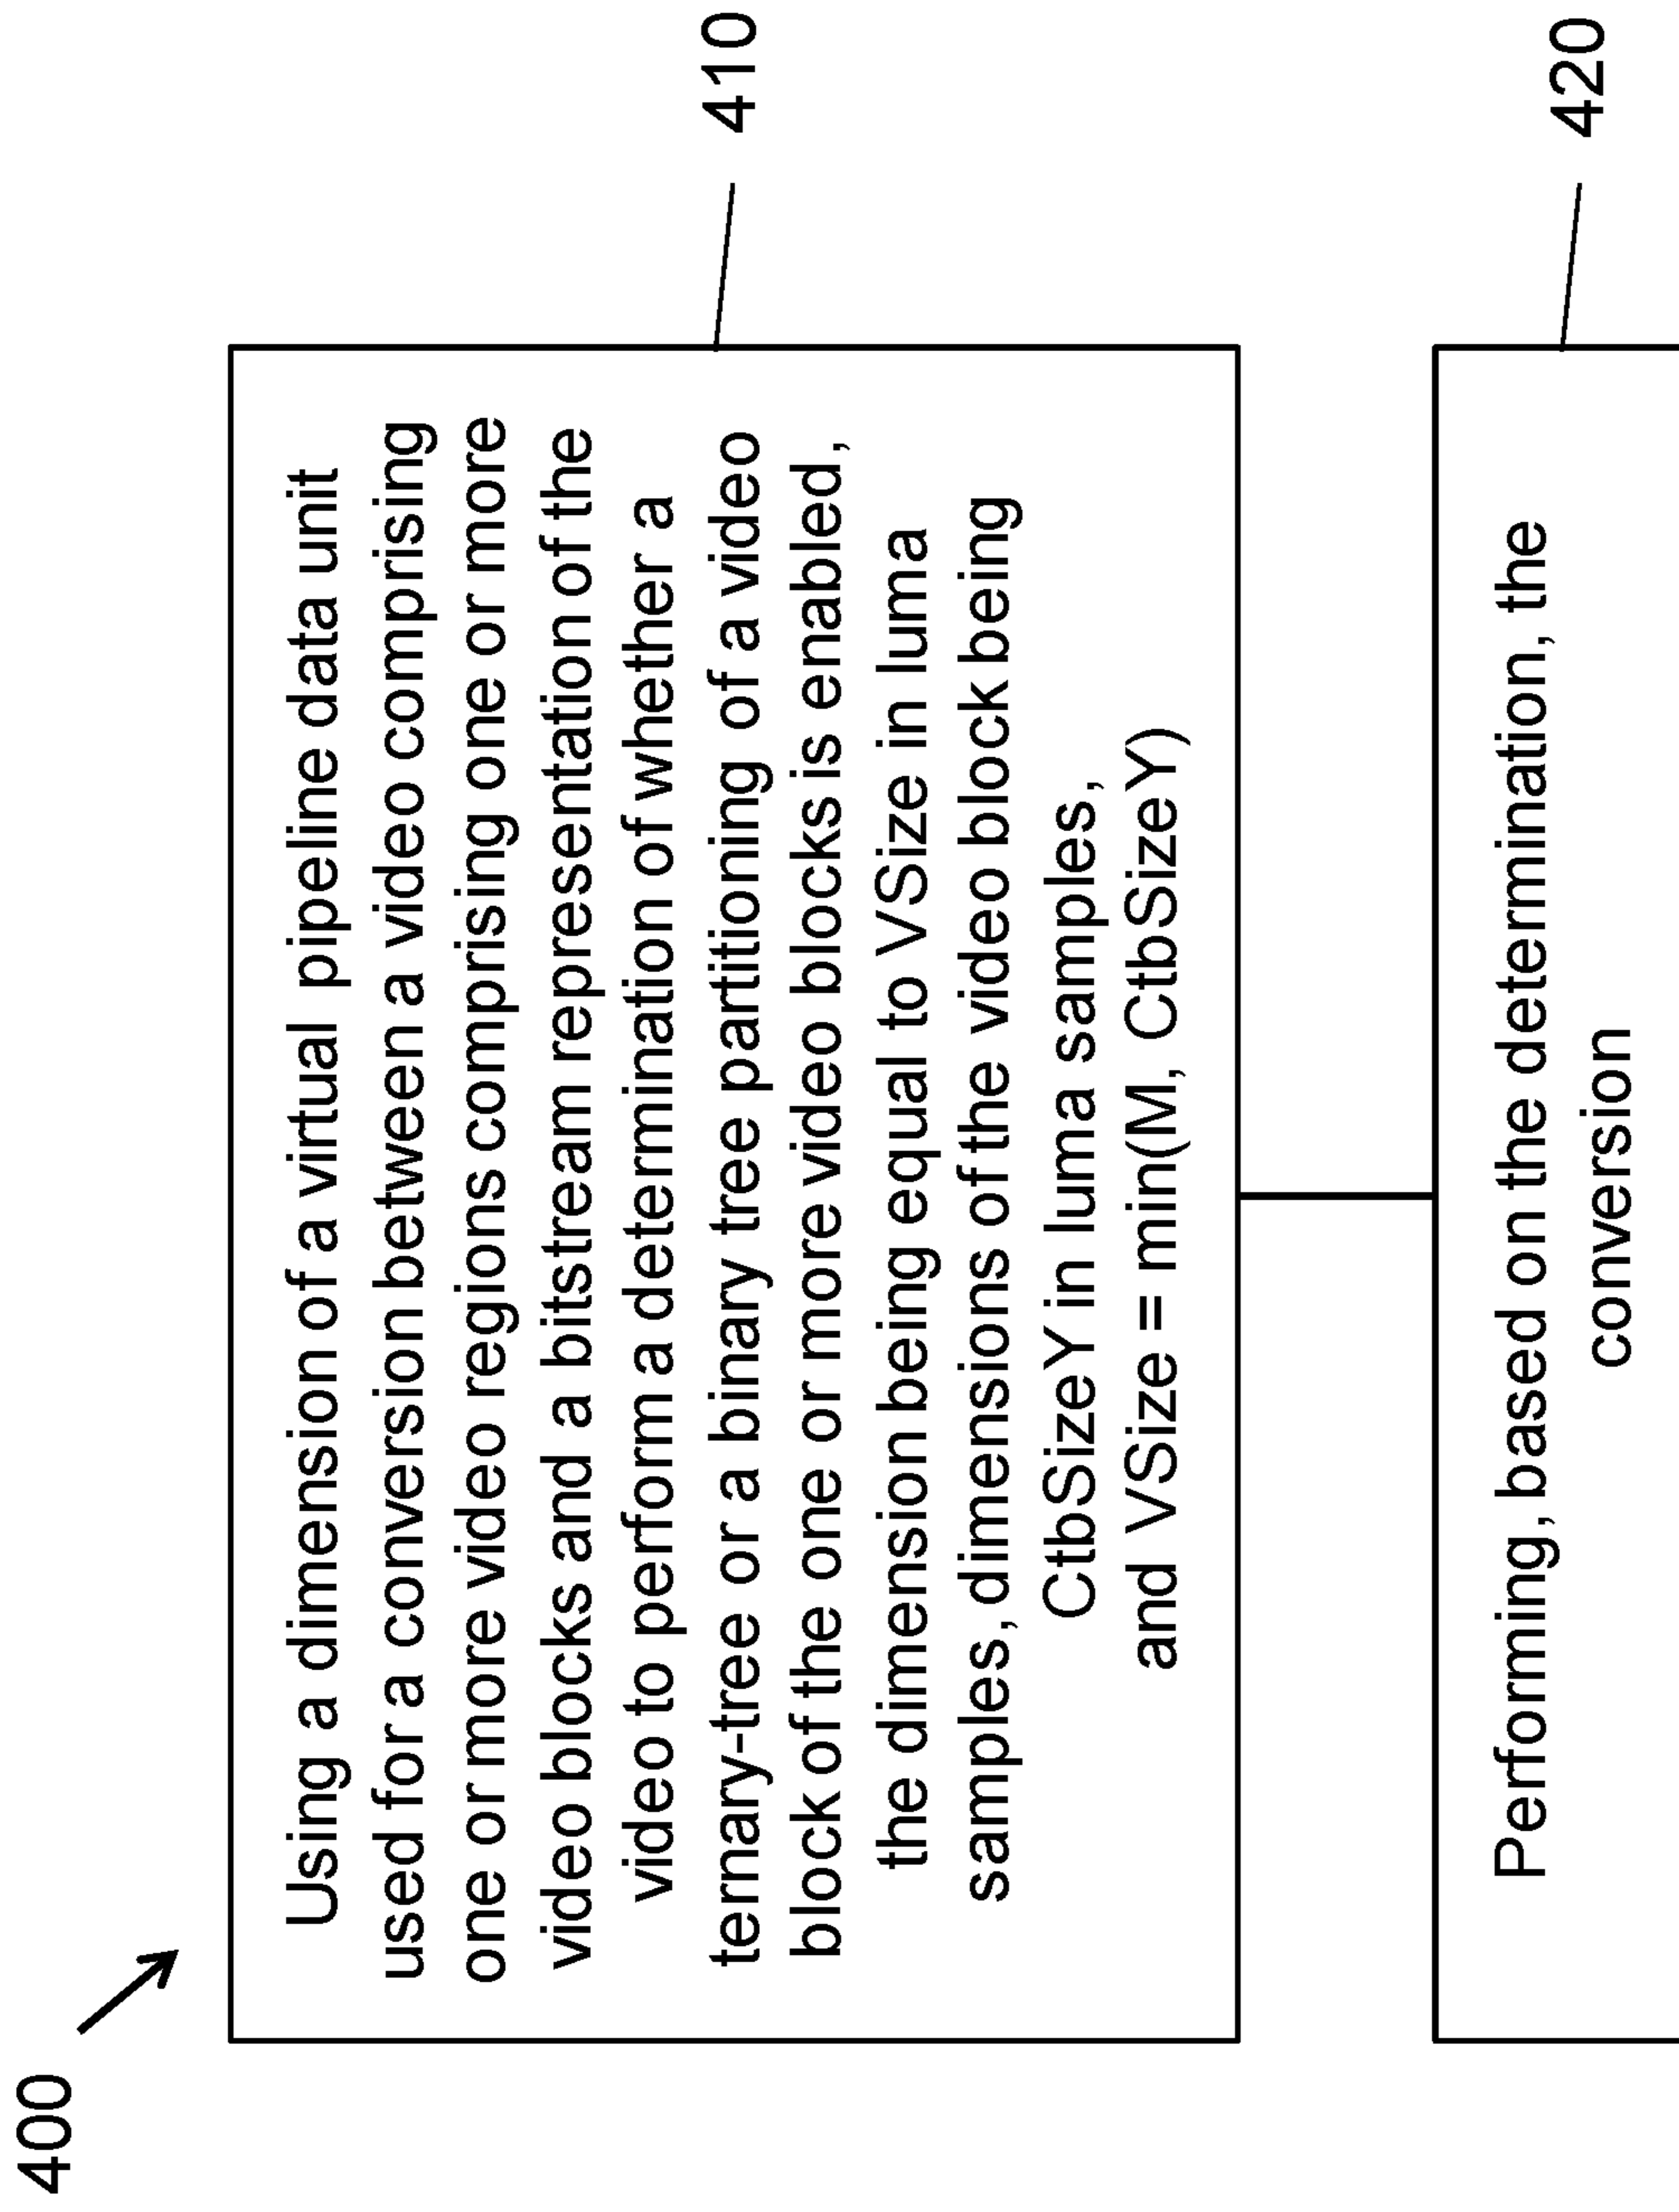 400
Using a dimension of a virtual pipeline data unit
used for a conversion between a video comprising
one or more video regions comprising one or more
video blocks and a bitstream representation of the
video to perform a determination of whether a
ternary-tree or a binary tree partitioning of a video
block of the one or more video blocks is enabled,
the dimension being equal to VSize in luma
samples, dimensions of the video block being
CtbSizeY in luma samples,
and VSize = min(M, CtbSizeY)
410
Performing, based on the determination, the
conversion
420